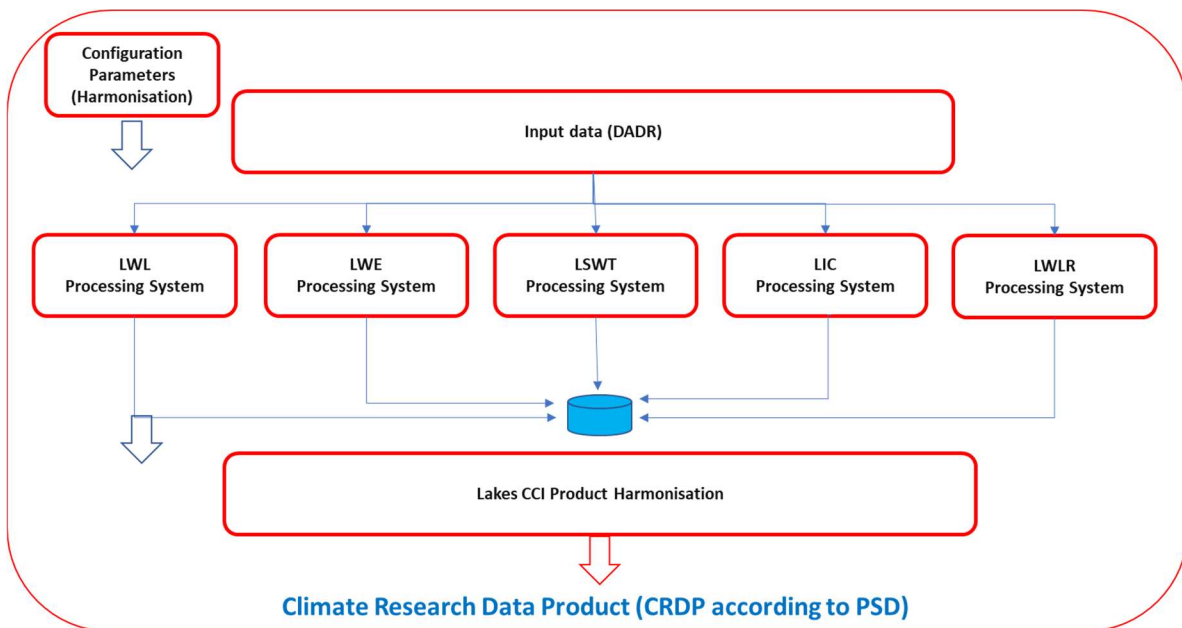 Configuration
Parameters
(Harmonisation)
Input data (DADR)
LWL
Processing System
LWE
Processing System
LSWT
Processing System
LIC
Processing System
LWLR
Processing System
Lakes CCI Product Harmonisation
Climate Research Data Product (CRDP according to PSD)